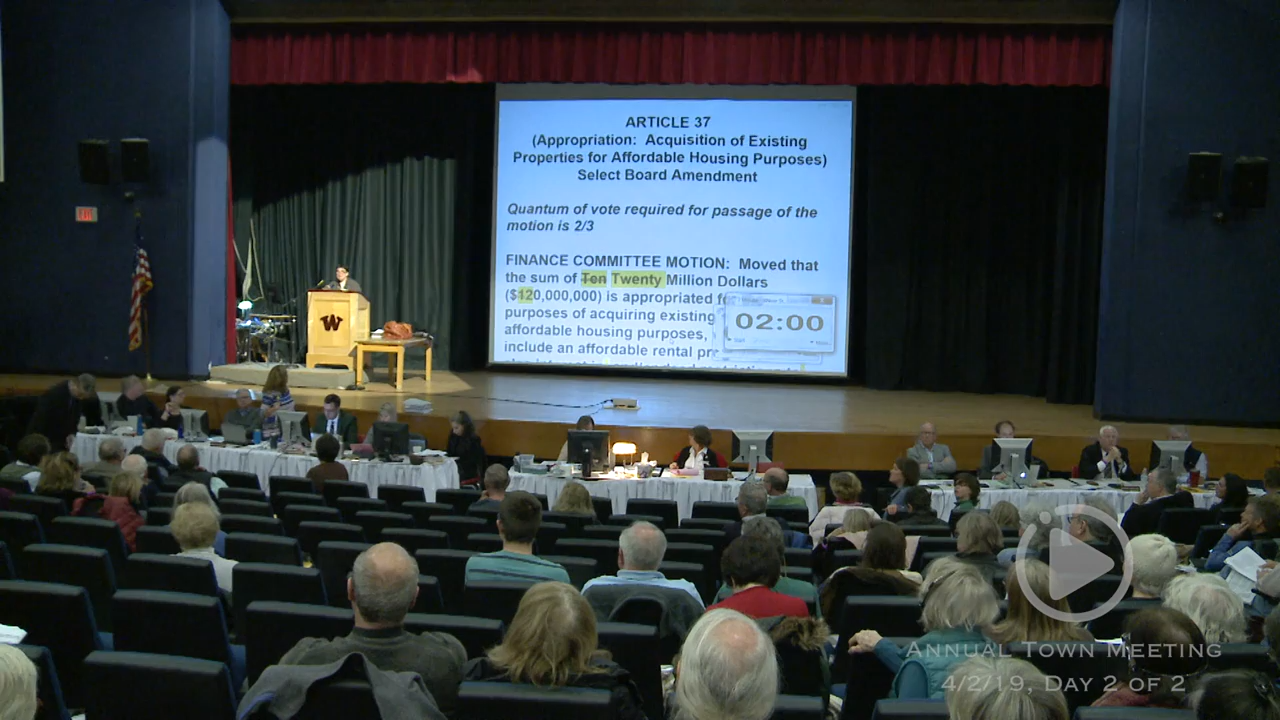 ARTICLE 37
(Appropriation: Acquisition of Existing
Properties for Affordable Housing Purposes)
Select Board Amendment
Quantum of vote required for passage of the
motion is 2/3
FINANCE COMMITTEE MOTION: Moved that
the sum of Ten Twenty Million Dollars
($120,000,000) is appropriated
purposes of acquiring existing
affordable housing purposes,
include an affordable rental
02:00
EXIT
W
ANNUAL TOWN MEETING
4/2/19, DAY 2 OF 2